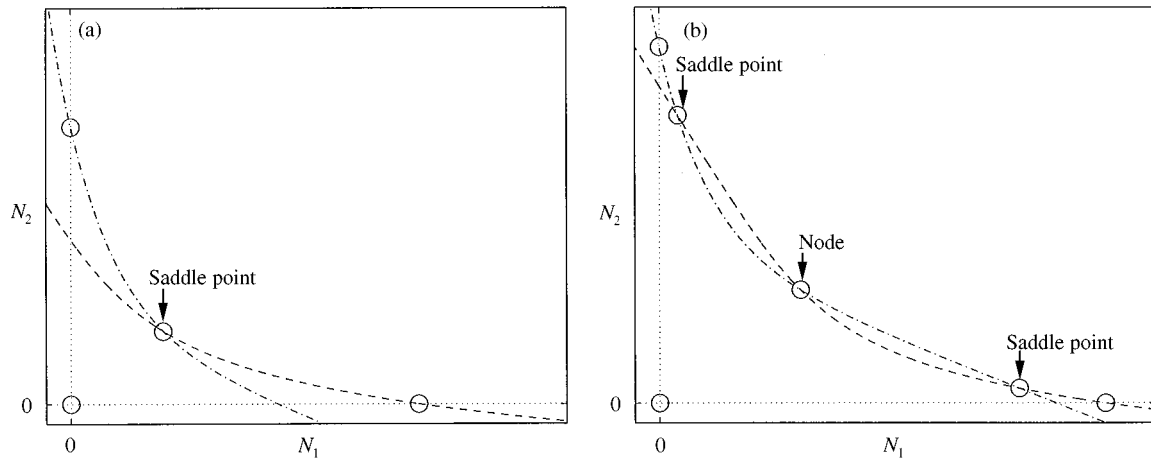 (a)
N₂
Saddle point
0
0
N₁
(b)
Saddle point
N₂
Node
Saddle point
0
0
N₁